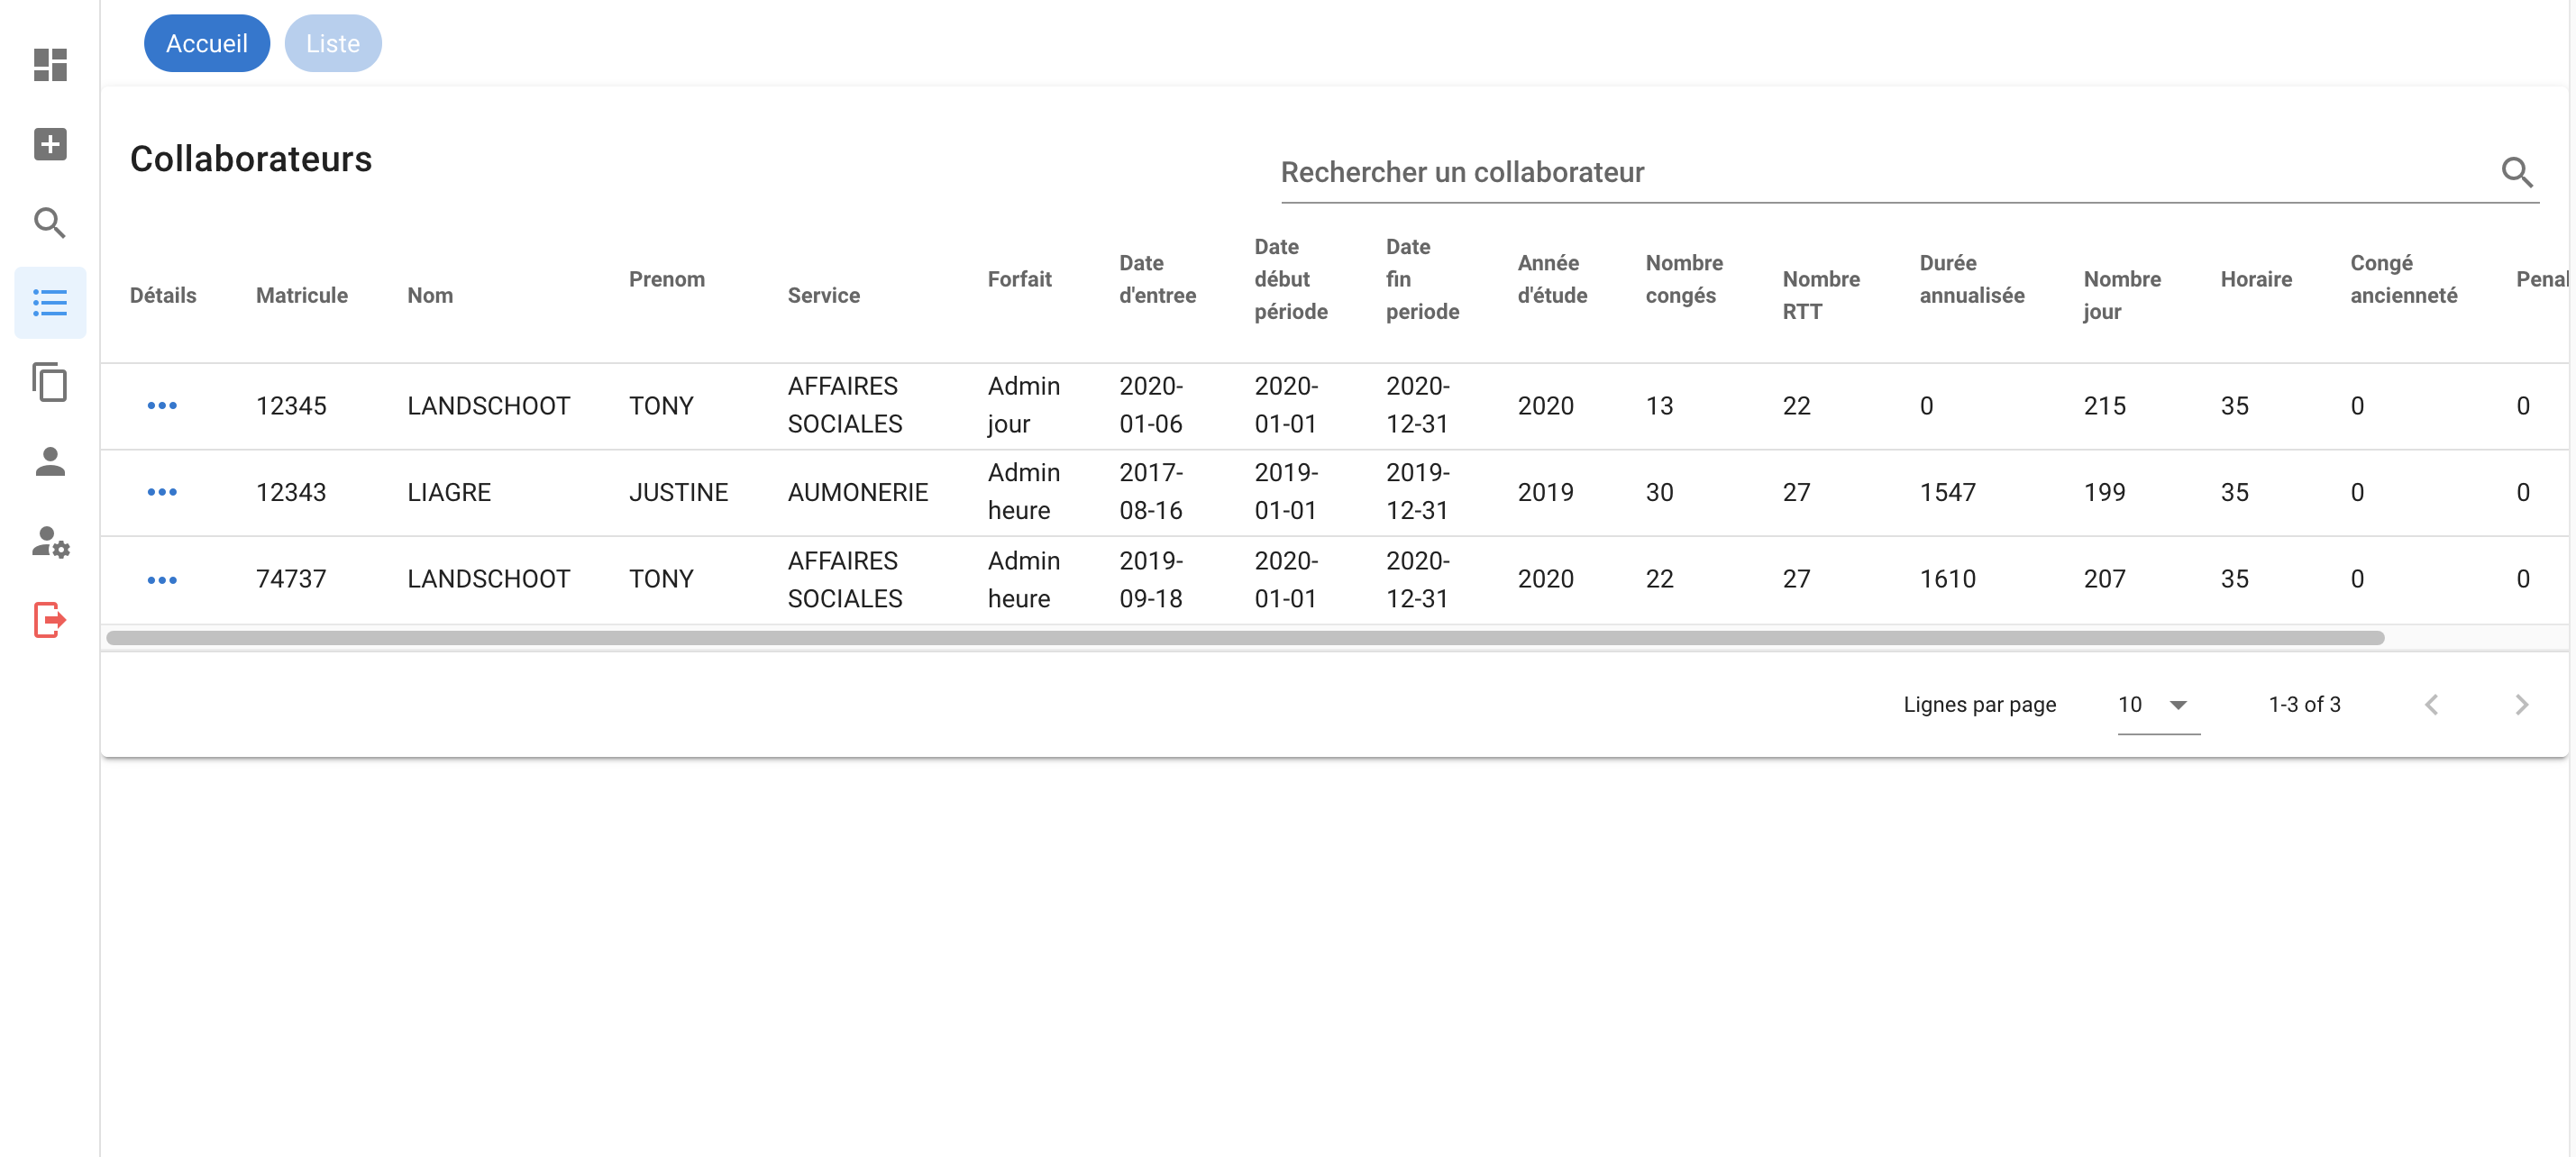 Accueil Liste
Collaborateurs
Rechercher un collaborateur
Détails Matricule Nom Prenom Service Forfait Date d'entree Date début période Date fin periode Année d'étude Nombre congés Nombre RTT Durée annualisée Nombre jour Horaire Congé ancienneté Penal
12345 LANDSCHOOT TONY AFFAIRES SOCIALES Admin jour 2020-01-06 2020-01-01 2020-12-31 2020 13 22 0 215 35 0 0
12343 LIAGRE JUSTINE AUMONERIE Admin heure 2017-08-16 2019-01-01 2019-12-31 2019 30 27 1547 199 35 0 0
74737 LANDSCHOOT TONY AFFAIRES SOCIALES Admin heure 2019-09-18 2020-01-01 2020-12-31 2020 22 27 1610 207 35 0 0
Lignes par page 10 1-3 of 3